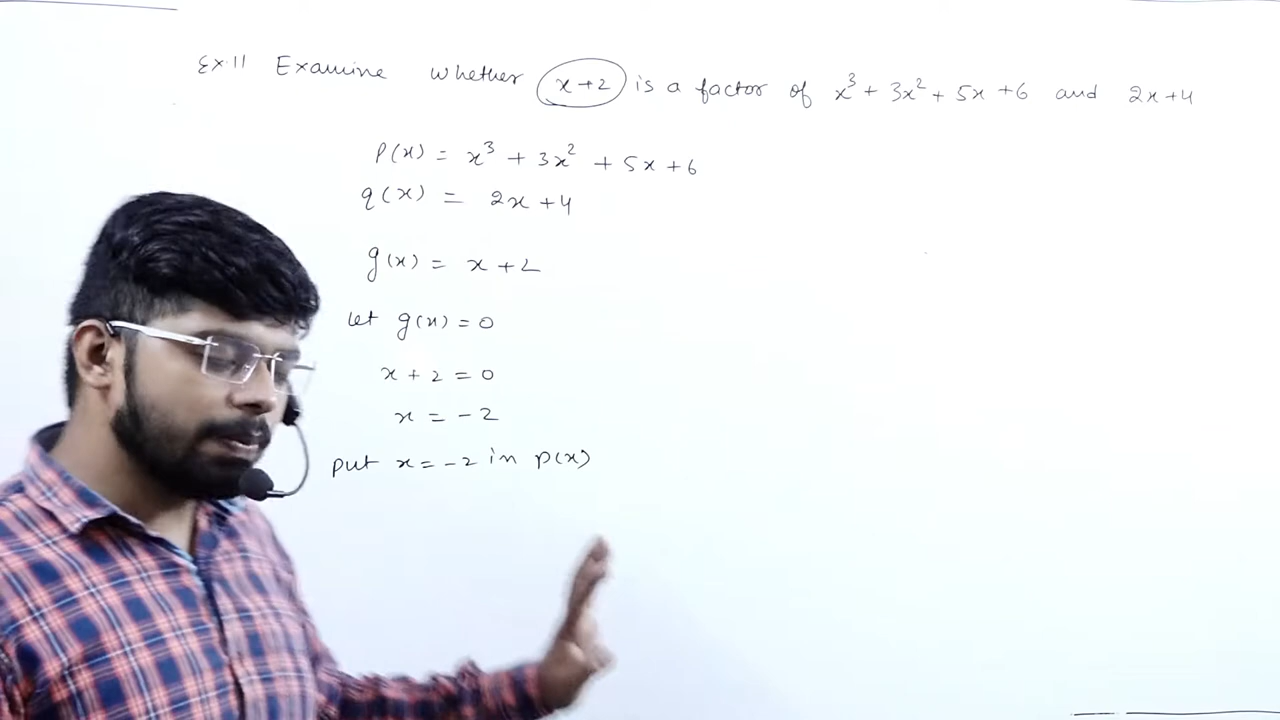 Ex.11 Examine whether x+2 is a factor of x³ + 3x² + 5x + 6 and 2x+4
P(x) = x³ + 3x² + 5x + 6
q(x) = 2x + 4
g(x) = x + 2
let g(x) = 0
x + 2 = 0
x = -2
put x = -2 in p(x)